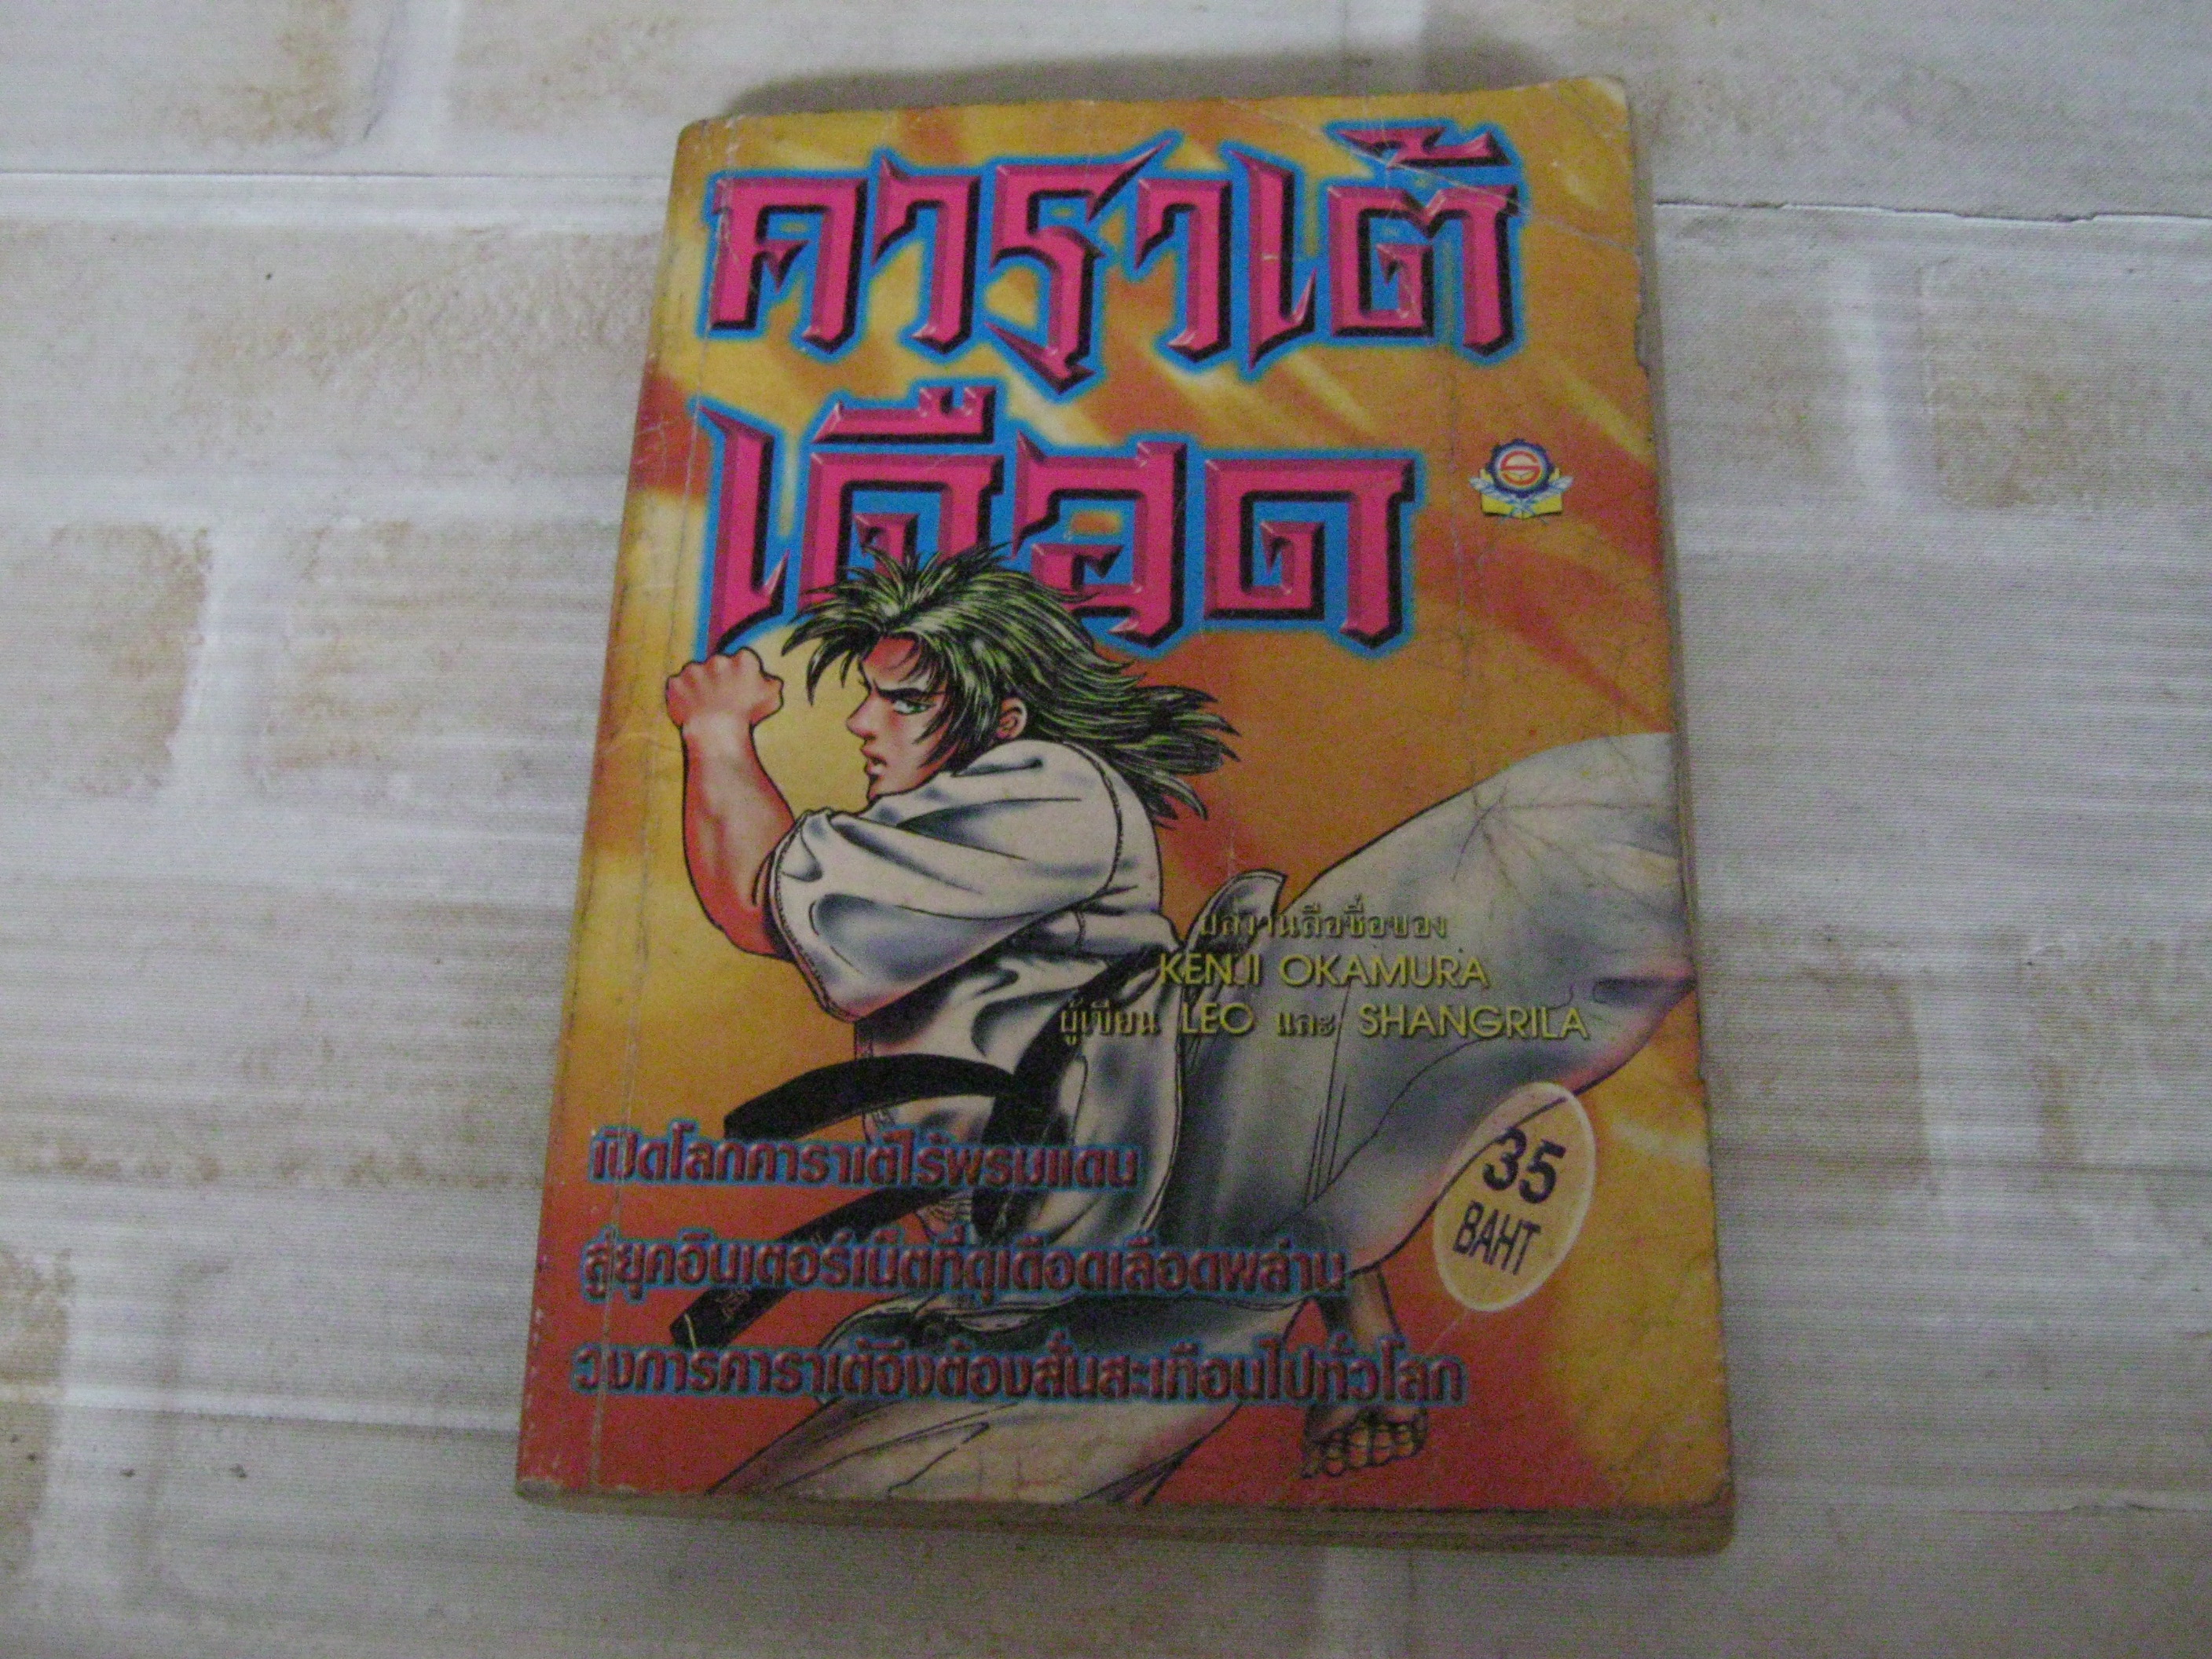 คาราเต้
เดือด
ผลงานลือชื่อของ
KENJI OKAMURA
ผู้เขียน LEO และ SHANGRILA
35
BAHT
เปิดโลกคาราเต้ไร้พรมแดน
สู่ยุคอินเตอร์เน็ตที่ดุเดือดเลือดพล่าน
วงการคาราเต้จึงต้องสั่นสะเทือนไปทั่วโลก